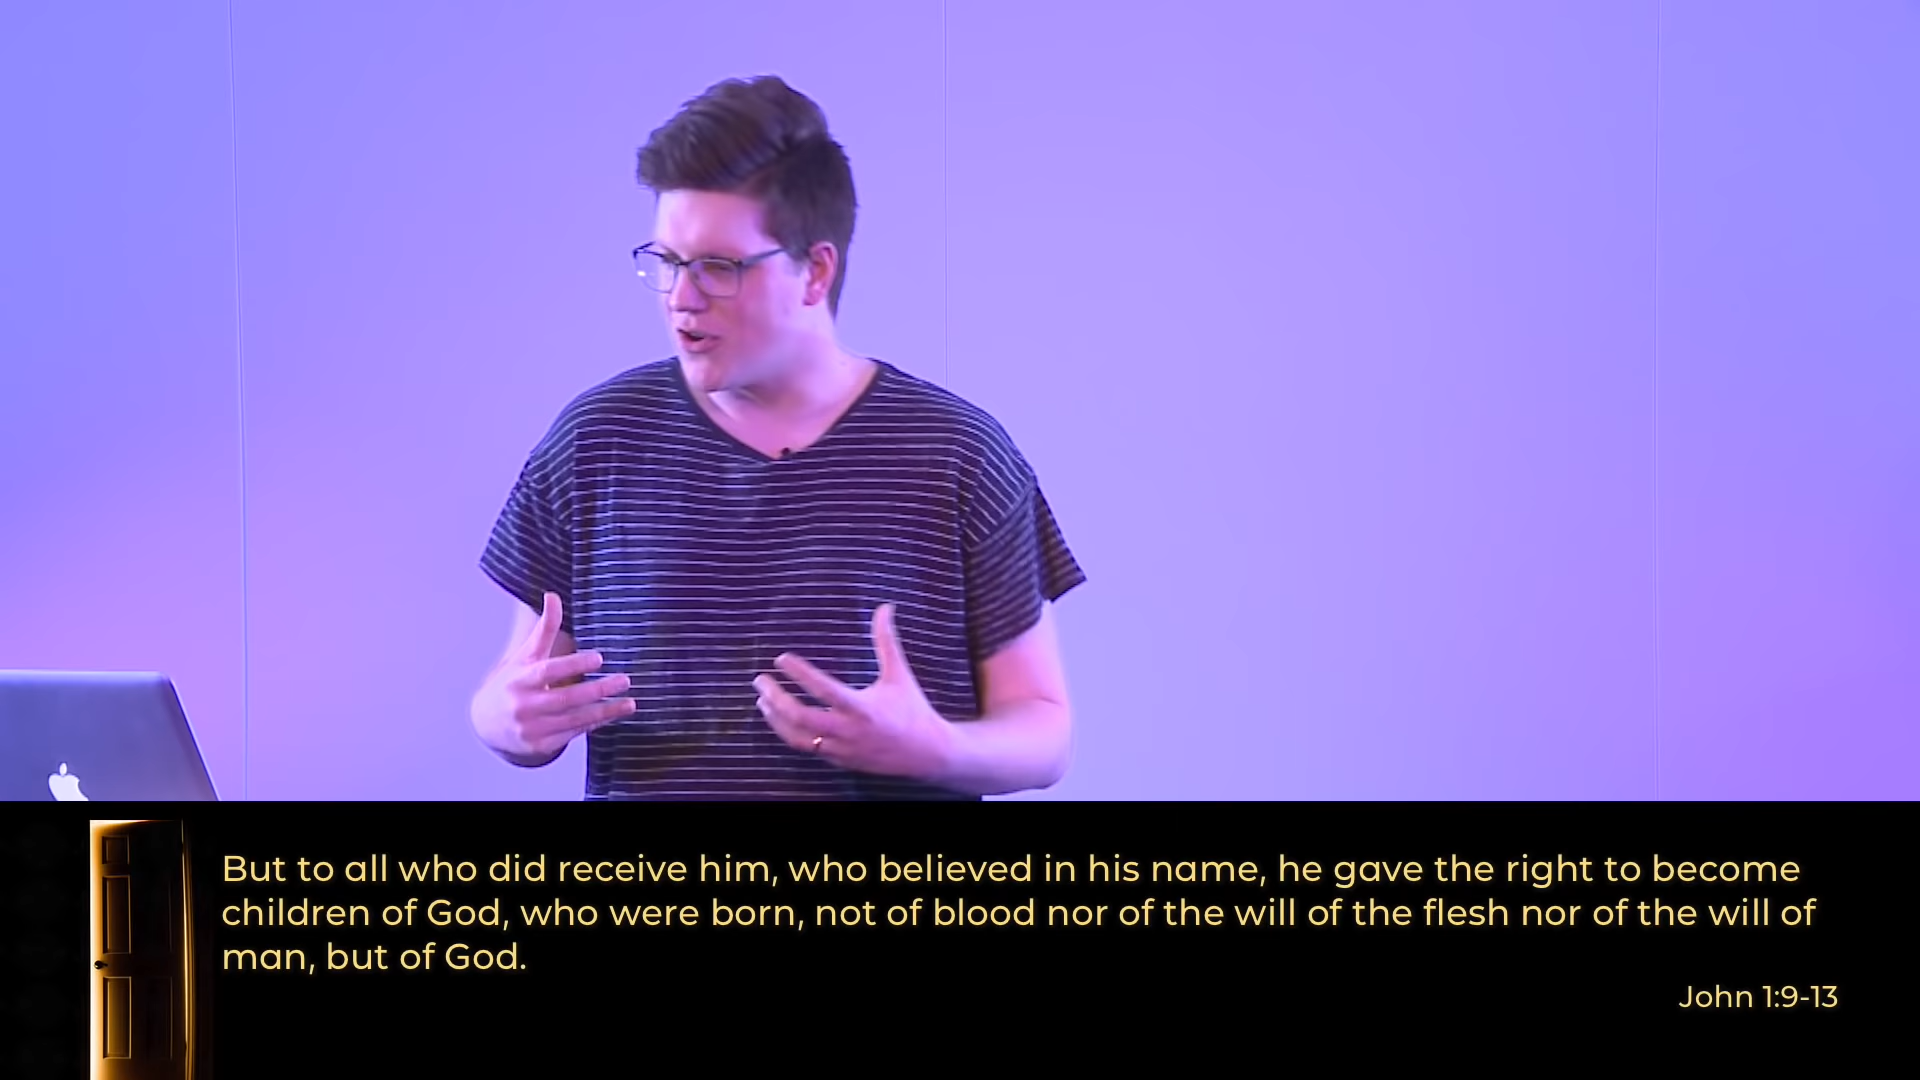 But to all who did receive him, who believed in his name, he gave the right to become
children of God, who were born, not of blood nor of the will of the flesh nor of the will of
man, but of God.
John 1:9-13